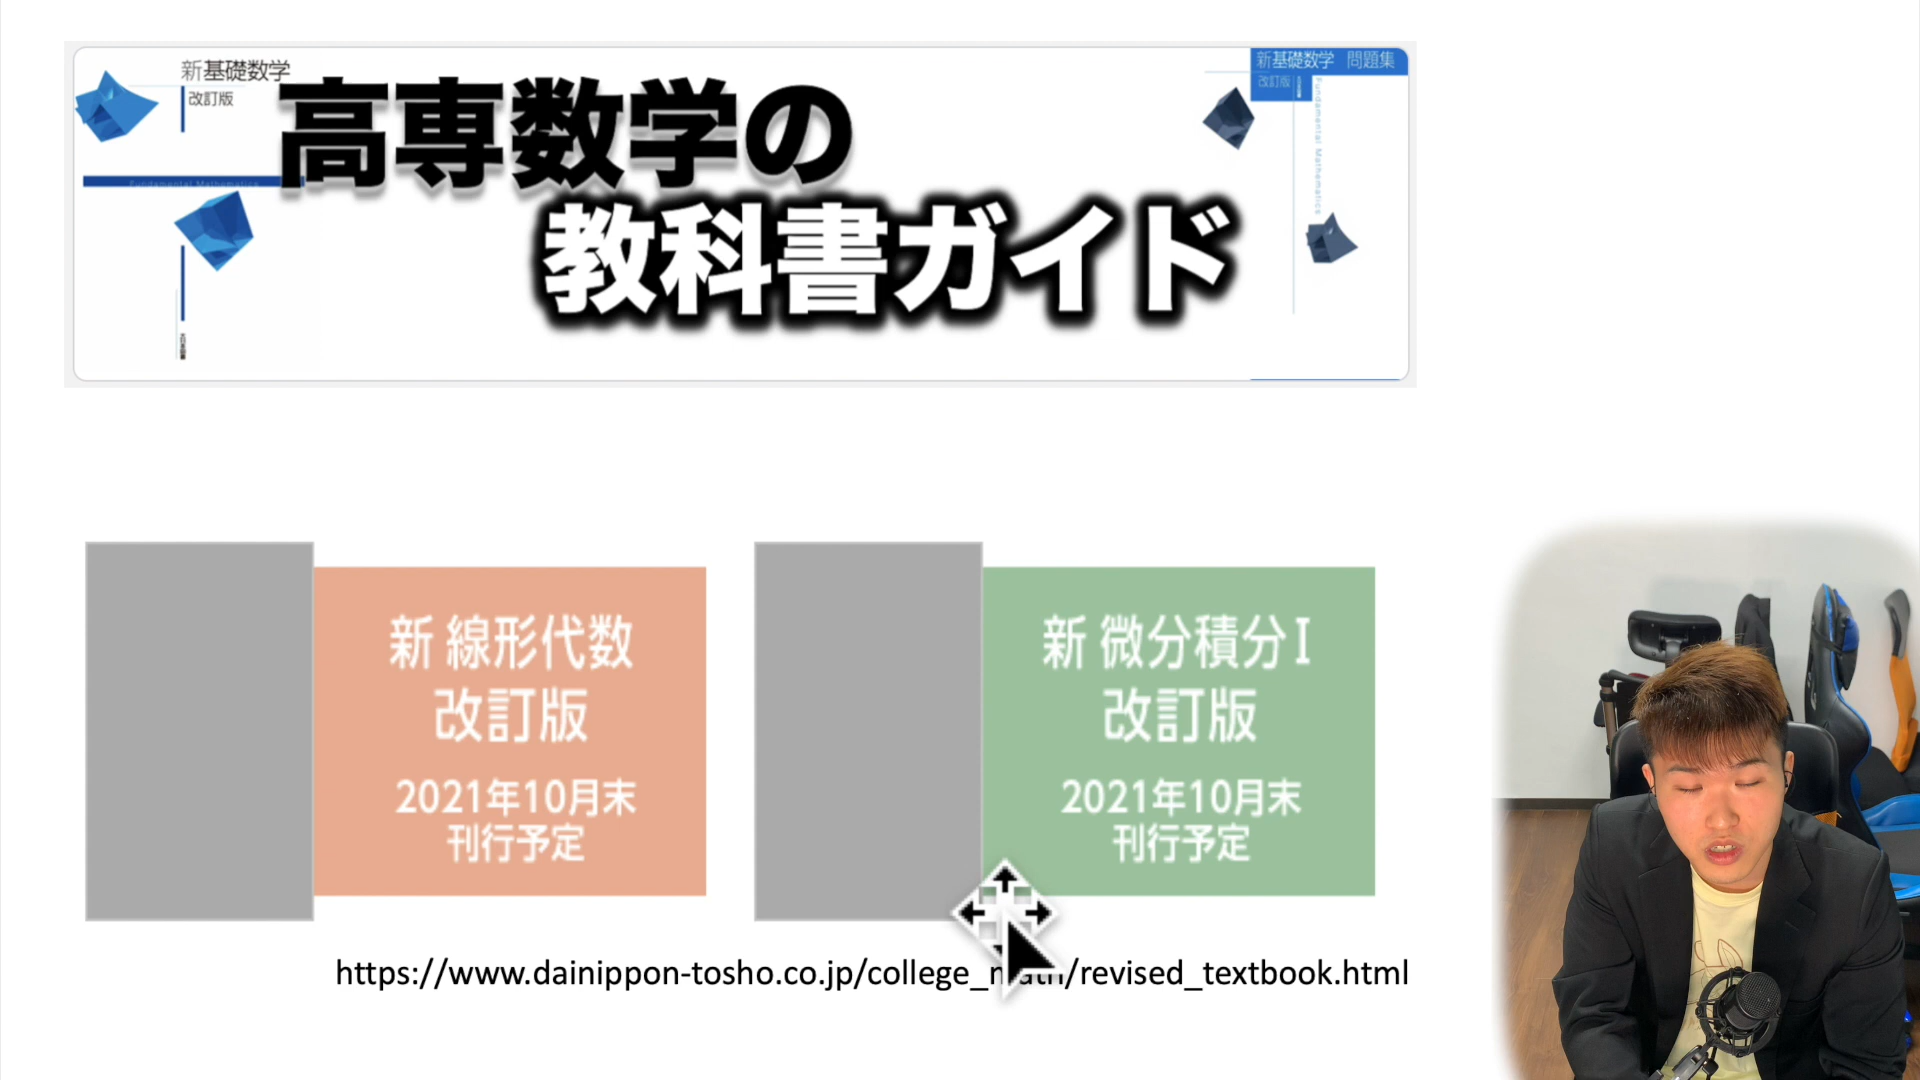 新基礎数学
改訂版
高専数学の
教科書ガイド
新基礎数学 問題集
改訂版
Fundamental Mathematics
新 線形代数
改訂版
2021年10月末
刊行予定
新 微分積分I
改訂版
2021年10月末
刊行予定
https://www.dainippon-tosho.co.jp/college_math/revised_textbook.html